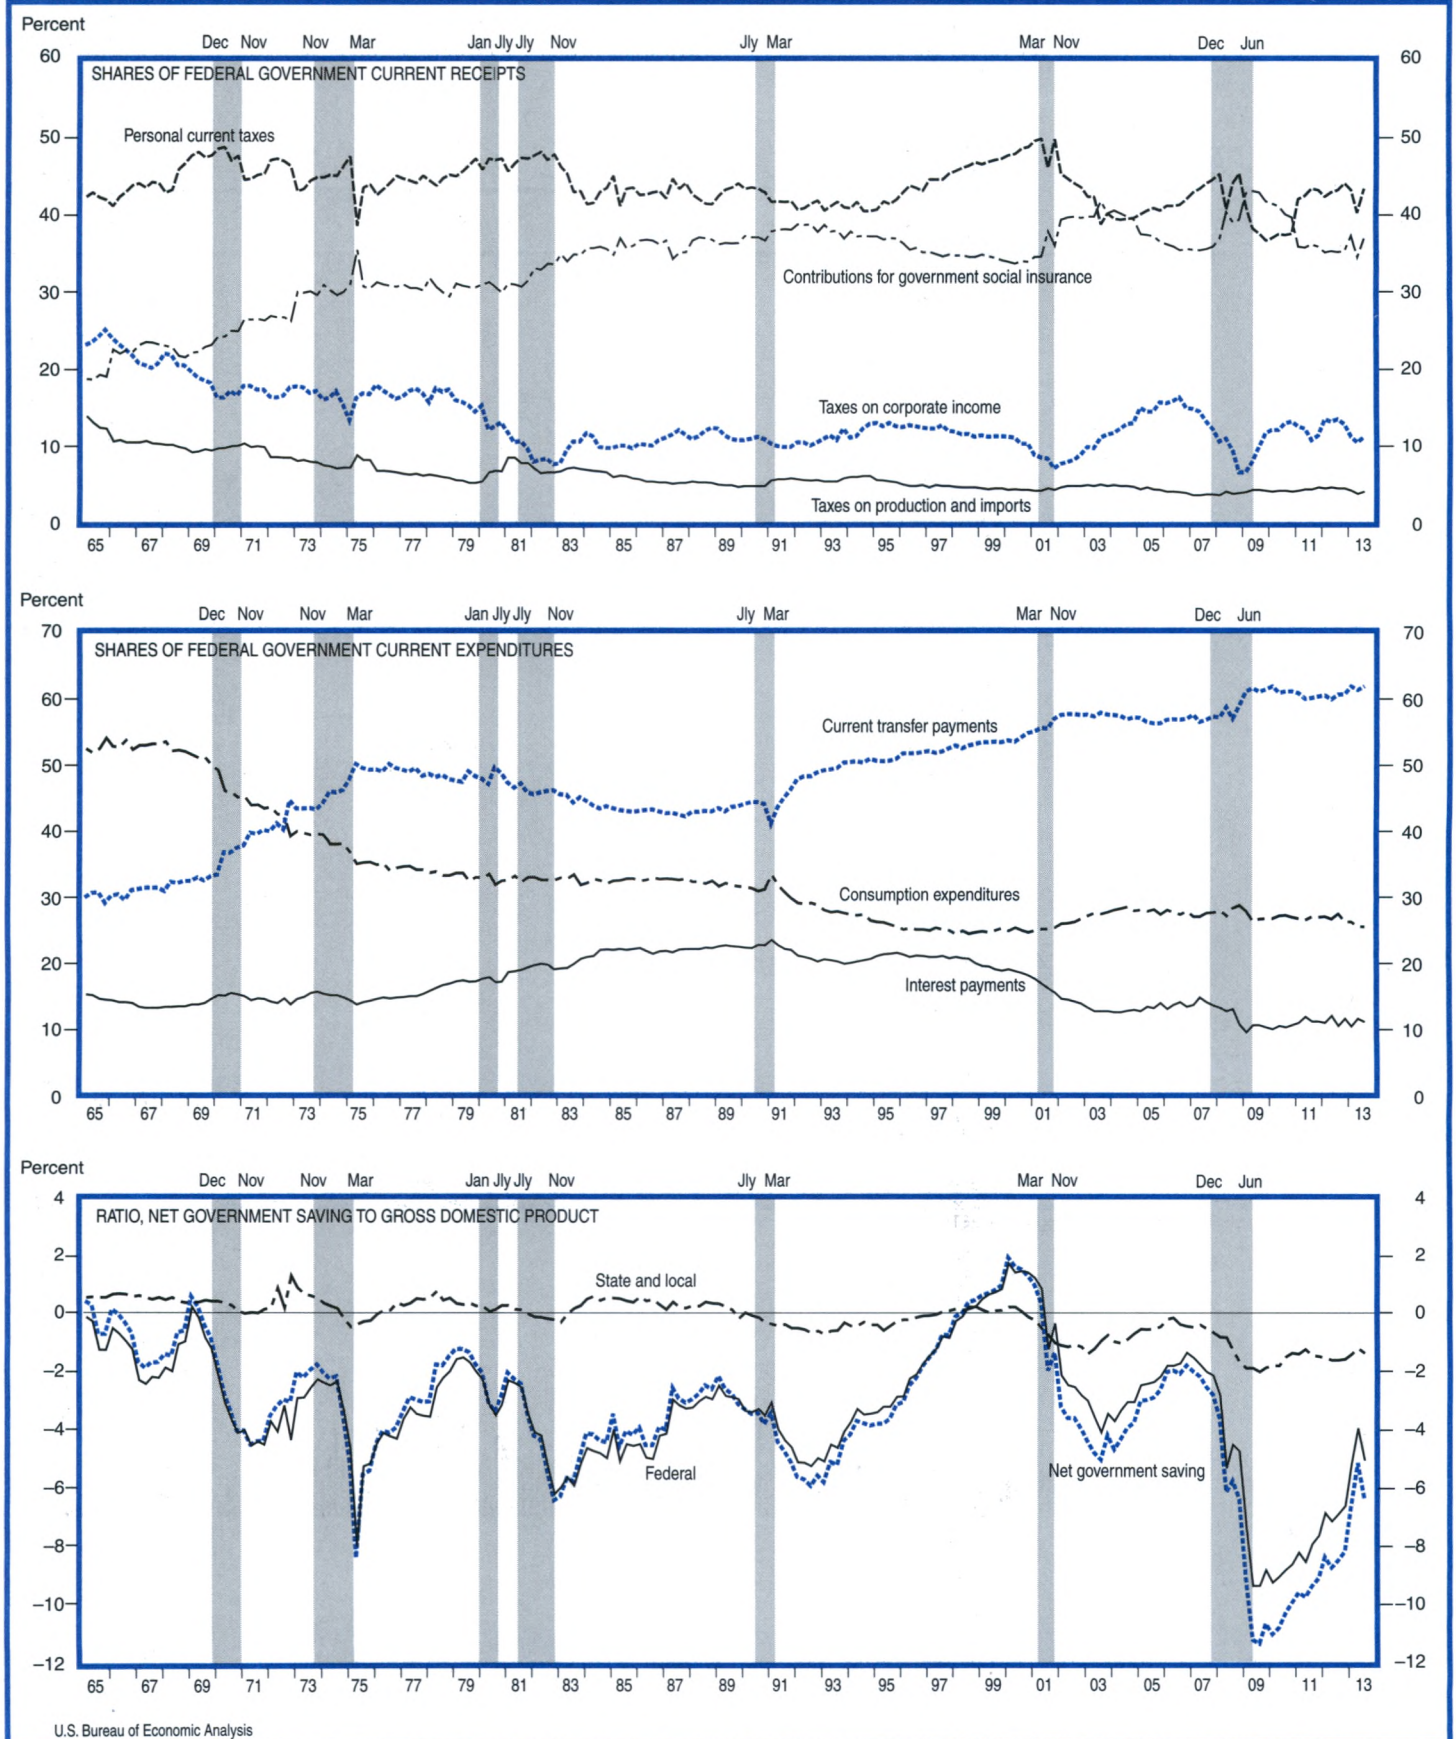 Percent
Dec Nov Nov Mar Jan Jly Jly Nov Jly Mar Mar Nov Dec Jun
60 60
SHARES OF FEDERAL GOVERNMENT CURRENT RECEIPTS
Personal current taxes
50 50
40 40
30 30
Contributions for government social insurance
20 20
Taxes on corporate income
10 10
Taxes on production and imports
0 0
65 67 69 71 73 75 77 79 81 83 85 87 89 91 93 95 97 99 01 03 05 07 09 11 13
Percent
Dec Nov Nov Mar Jan Jly Jly Nov Jly Mar Mar Nov Dec Jun
70 70
SHARES OF FEDERAL GOVERNMENT CURRENT EXPENDITURES
60 60
Current transfer payments
50 50
40 40
Consumption expenditures
30 30
20 20
Interest payments
10 10
0 0
65 67 69 71 73 75 77 79 81 83 85 87 89 91 93 95 97 99 01 03 05 07 09 11 13
Percent
Dec Nov Nov Mar Jan Jly Jly Nov Jly Mar Mar Nov Dec Jun
4 4
RATIO, NET GOVERNMENT SAVING TO GROSS DOMESTIC PRODUCT
2 2
State and local
0 0
−2 −2
−4 −4
Federal Net government saving
−6 −6
−8 −8
−10 −10
−12 −12
65 67 69 71 73 75 77 79 81 83 85 87 89 91 93 95 97 99 01 03 05 07 09 11 13
U.S. Bureau of Economic Analysis